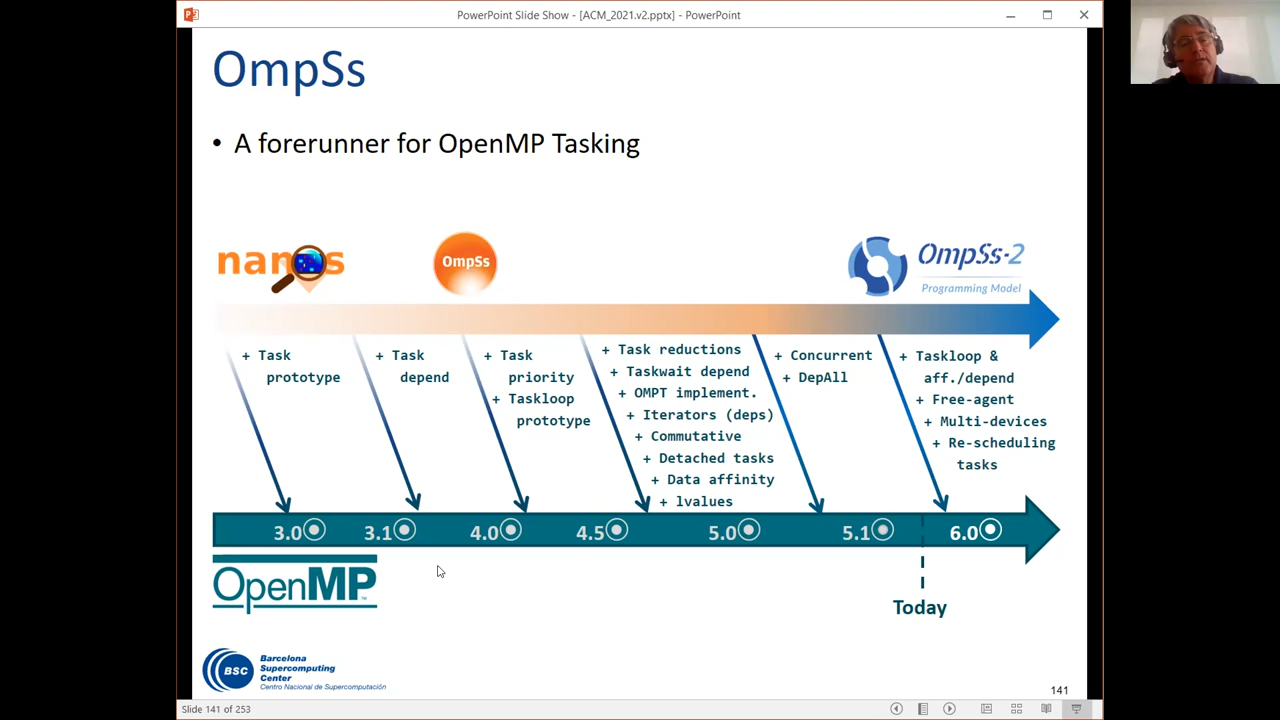 PowerPoint Slide Show - [ACM_2021.v2.pptx] - PowerPoint
OmpSs
• A forerunner for OpenMP Tasking
nanos
OmpSs
OmpSs-2
Programming Model
+ Task
prototype
+ Task
depend
+ Task
priority
+ Taskloop
prototype
+ Task reductions
+ Taskwait depend
+ OMPT implement.
+ Iterators (deps)
+ Commutative
+ Detached tasks
+ Data affinity
+ lvalues
+ Concurrent
+ DepAll
+ Taskloop &
aff./depend
+ Free-agent
+ Multi-devices
+ Re-scheduling
tasks
3.0 3.1 4.0 4.5 5.0 5.1 6.0
OpenMP
Today
BSC
Barcelona
Supercomputing
Center
Centro Nacional de Supercomputación
141
Slide 141 of 253